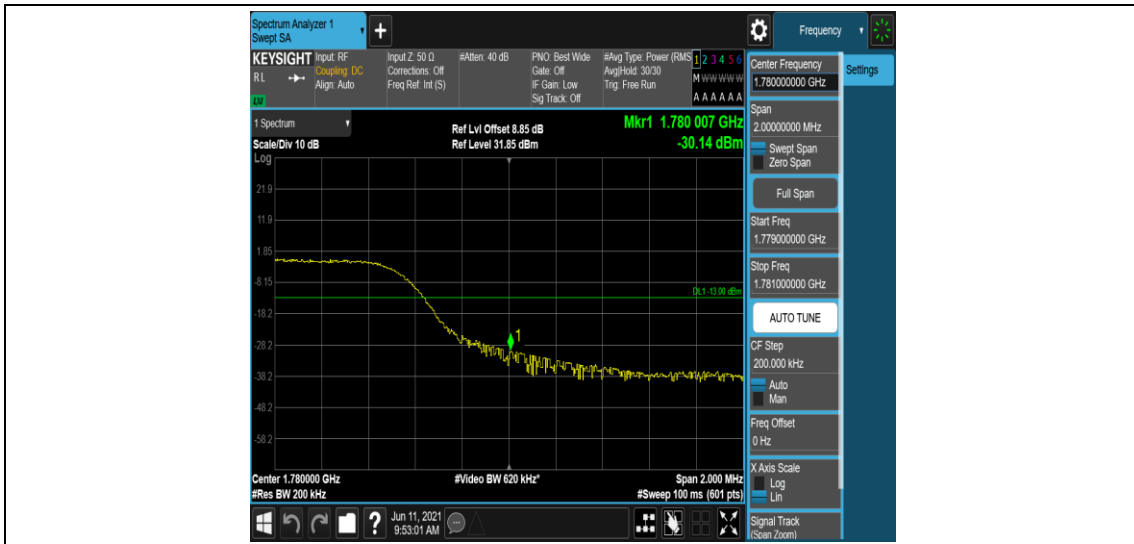 Spectrum Analyzer 1
Swept SA
+
Frequency
KEYSIGHT
RL
LXI
Input: RF
Coupling: DC
Align: Auto
Input Z: 50 Ω
Corrections: Off
Freq Ref: Int (S)
#Atten: 40 dB
PNO: Best Wide
Gate: Off
IF Gain: Low
Sig Track: Off
#Avg Type: Power (RMS
Avg|Hold: 30/30
Trig: Free Run
1 2 3 4 5 6
M W W W W W
A A A A A A
1 Spectrum
Scale/Div 10 dB
Log
Ref Lvl Offset 8.85 dB
Ref Level 31.85 dBm
Mkr1 1.780 007 GHz
-30.14 dBm
21.9
11.9
1.85
-8.15
-18.2
-28.2
-38.2
-48.2
-58.2
DL1 -13.00 dBm
1
Center 1.780000 GHz
#Res BW 200 kHz
#Video BW 620 kHz*
Span 2.000 MHz
#Sweep 100 ms (601 pts)
?
Jun 11, 2021
9:53:01 AM
Center Frequency
1.780000000 GHz
Settings
Span
2.00000000 MHz
Swept Span
Zero Span
Full Span
Start Freq
1.779000000 GHz
Stop Freq
1.781000000 GHz
AUTO TUNE
CF Step
200.000 kHz
Auto
Man
Freq Offset
0 Hz
X Axis Scale
Log
Lin
Signal Track
(Span Zoom)